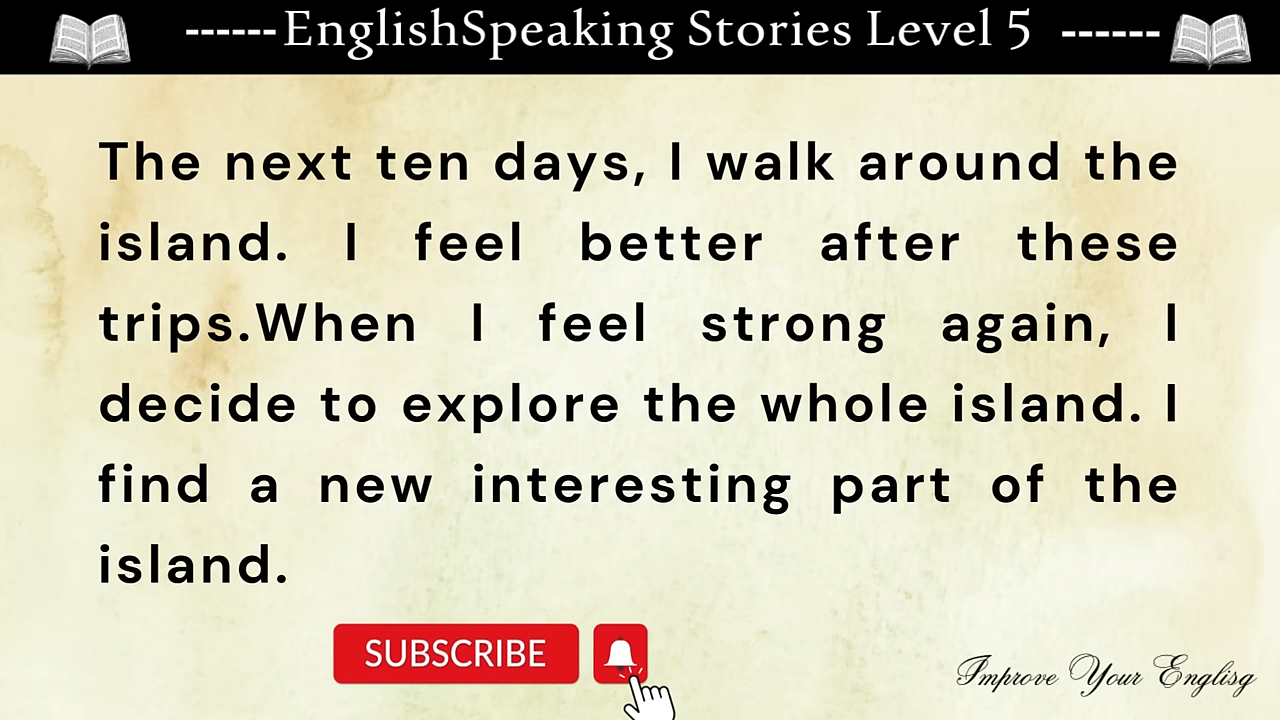 ------EnglishSpeaking Stories Level 5 ------
The next ten days, I walk around the
island. I feel better after these
trips.When I feel strong again, I
decide to explore the whole island. I
find a new interesting part of the
island.
SUBSCRIBE
Improve Your Englisg